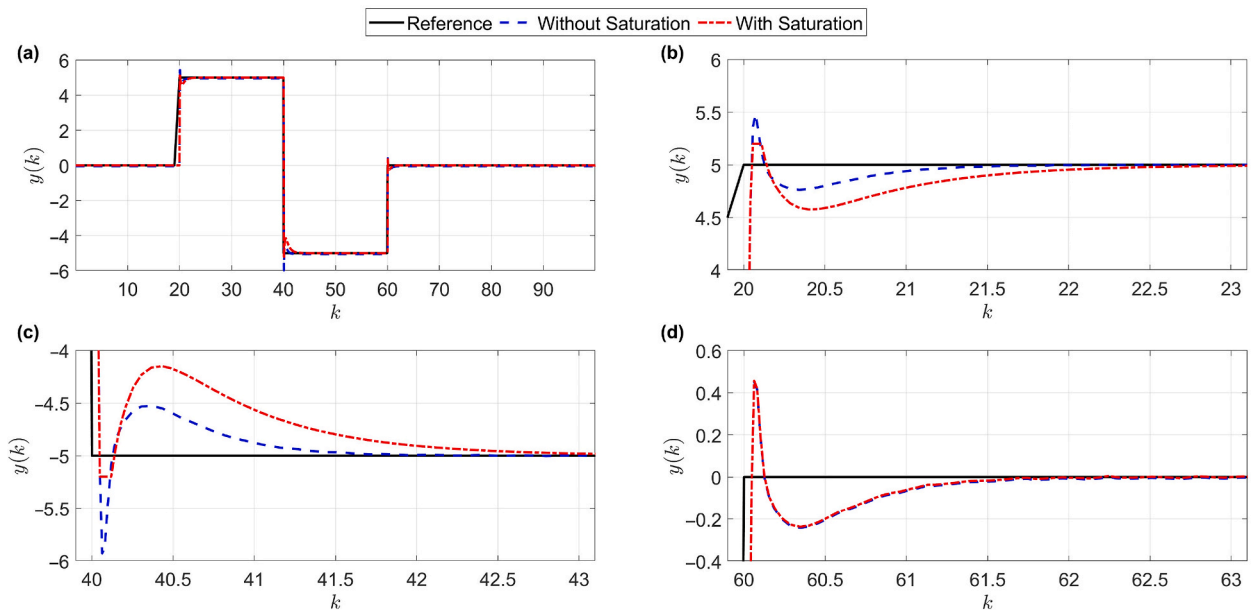 Reference Without Saturation With Saturation
(a)
6
4
2
0
−2
−4
−6
y(k)
10 20 30 40 50 60 70 80 90
k
(b)
6
5.5
5
4.5
4
y(k)
20 20.5 21 21.5 22 22.5 23
k
(c)
−4
−4.5
−5
−5.5
−6
y(k)
40 40.5 41 41.5 42 42.5 43
k
(d)
0.6
0.4
0.2
0
−0.2
−0.4
y(k)
60 60.5 61 61.5 62 62.5 63
k